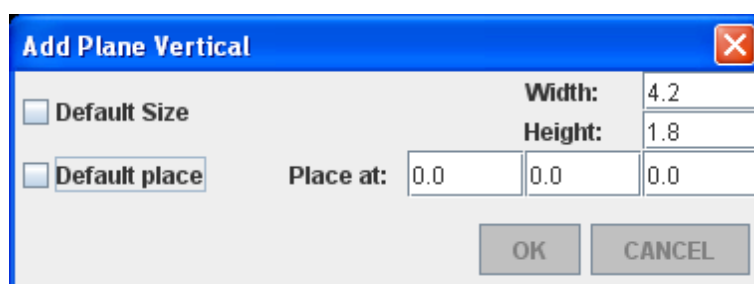 Add Plane Vertical
Default Size
Width: 4.2
Height: 1.8
Default place Place at: 0.0 0.0 0.0
OK CANCEL